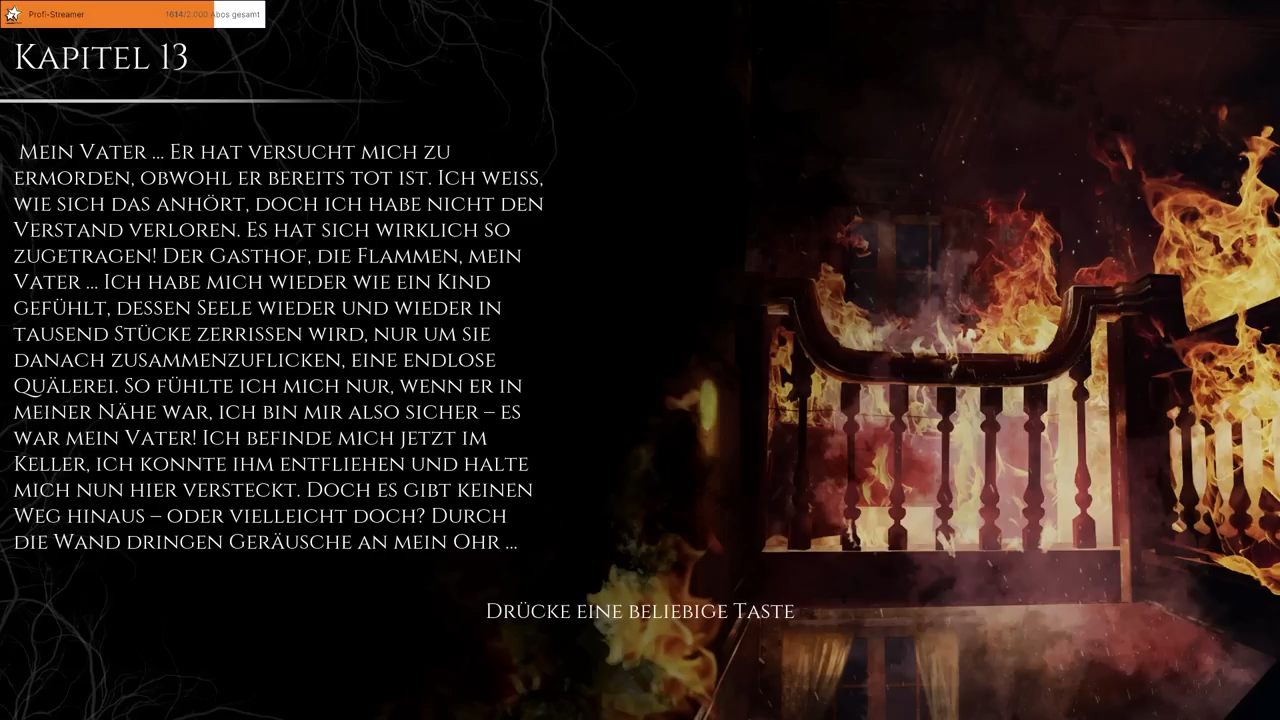 Profi-Streamer 1614/2.000 Abos gesamt
Kapitel 13
Mein Vater ... Er hat versucht mich zu
ermorden, obwohl er bereits tot ist. Ich weiss,
wie sich das anhört, doch ich habe nicht den
Verstand verloren. Es hat sich wirklich so
zugetragen! Der Gasthof, die Flammen, mein
Vater ... Ich habe mich wieder wie ein Kind
gefühlt, dessen Seele wieder und wieder in
tausend Stücke zerrissen wird, nur um sie
danach zusammenzuflicken, eine endlose
Quälerei. So fühlte ich mich nur, wenn er in
meiner Nähe war, ich bin mir also sicher – es
war mein Vater! Ich befinde mich jetzt im
Keller, ich konnte ihm entfliehen und halte
mich nun hier versteckt. Doch es gibt keinen
Weg hinaus – oder vielleicht doch? Durch
die Wand dringen Geräusche an mein Ohr ...
Drücke eine beliebige Taste